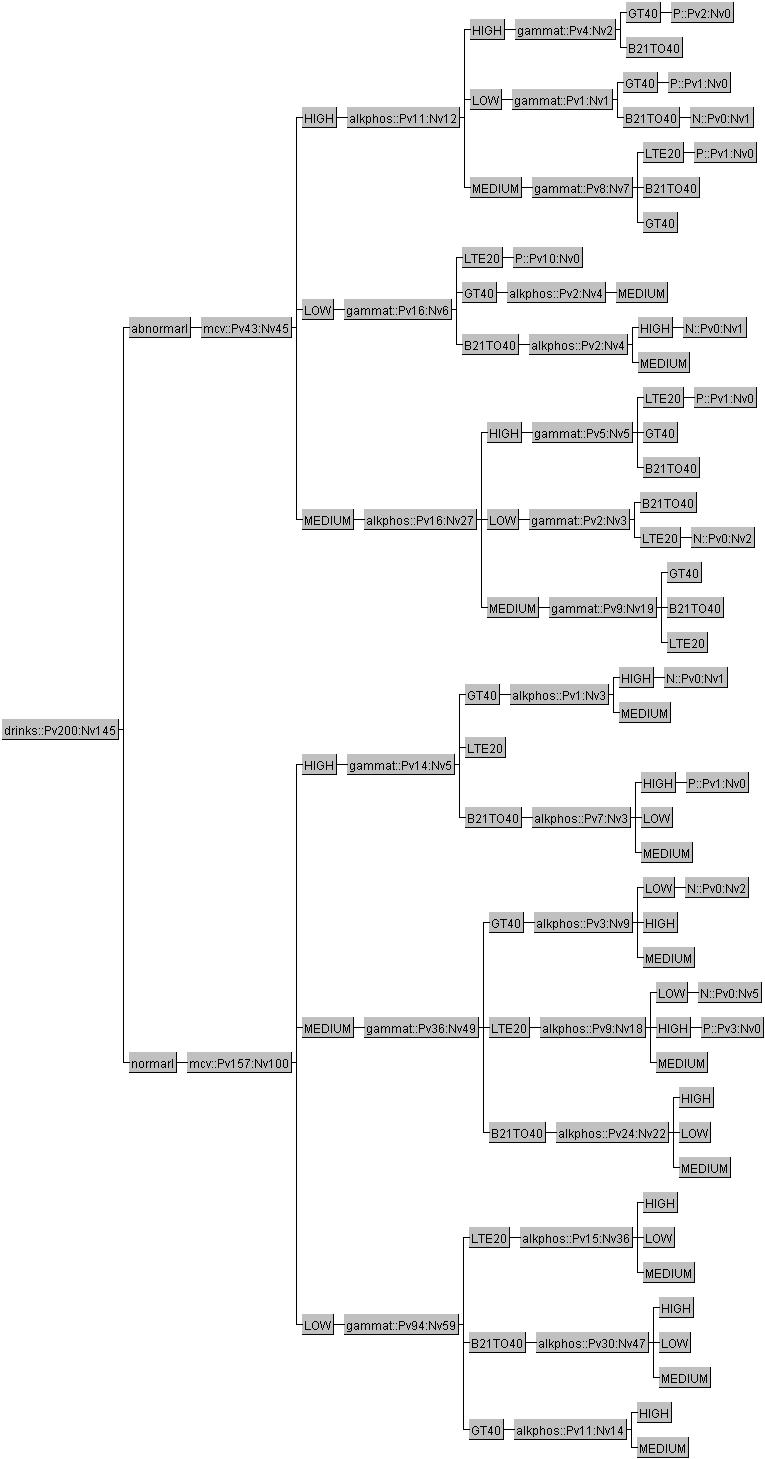 GT40 P::Pv2:Nv0
HIGH gammat::Pv4:Nv2
B21TO40
GT40 P::Pv1:Nv0
LOW gammat::Pv1:Nv1
HIGH alkphos::Pv11:Nv12
B21TO40 N::Pv0:Nv1
LTE20 P::Pv1:Nv0
MEDIUM gammat::Pv8:Nv7 B21TO40
GT40
LTE20 P::Pv10:Nv0
GT40 alkphos::Pv2:Nv4 MEDIUM
LOW gammat::Pv16:Nv6
abnormarl mcv::Pv43:Nv45
HIGH N::Pv0:Nv1
B21TO40 alkphos::Pv2:Nv4
MEDIUM
LTE20 P::Pv1:Nv0
HIGH gammat::Pv5:Nv5 GT40
B21TO40
B21TO40
MEDIUM alkphos::Pv16:Nv27 LOW gammat::Pv2:Nv3
LTE20 N::Pv0:Nv2
GT40
MEDIUM gammat::Pv9:Nv19 B21TO40
LTE20
HIGH N::Pv0:Nv1
GT40 alkphos::Pv1:Nv3
MEDIUM
drinks::Pv200:Nv145
LTE20
HIGH gammat::Pv14:Nv5
HIGH P::Pv1:Nv0
B21TO40 alkphos::Pv7:Nv3 LOW
MEDIUM
LOW N::Pv0:Nv2
GT40 alkphos::Pv3:Nv9 HIGH
MEDIUM
LOW N::Pv0:Nv5
MEDIUM gammat::Pv36:Nv49 LTE20 alkphos::Pv9:Nv18 HIGH P::Pv3:Nv0
normarl mcv::Pv157:Nv100
MEDIUM
HIGH
B21TO40 alkphos::Pv24:Nv22 LOW
MEDIUM
HIGH
LTE20 alkphos::Pv15:Nv36 LOW
MEDIUM
HIGH
LOW gammat::Pv94:Nv59
B21TO40 alkphos::Pv30:Nv47 LOW
MEDIUM
HIGH
GT40 alkphos::Pv11:Nv14
MEDIUM